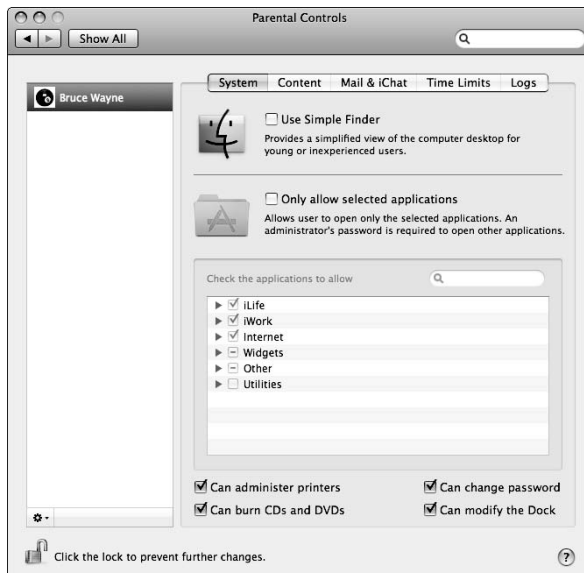 Parental Controls
Show All
Bruce Wayne
System Content Mail & iChat Time Limits Logs
Use Simple Finder
Provides a simplified view of the computer desktop for
young or inexperienced users.
Only allow selected applications
Allows user to open only the selected applications. An
administrator's password is required to open other applications.
Check the applications to allow
iLife
iWork
Internet
Widgets
Other
Utilities
Can administer printers Can change password
Can burn CDs and DVDs Can modify the Dock
Click the lock to prevent further changes. ?